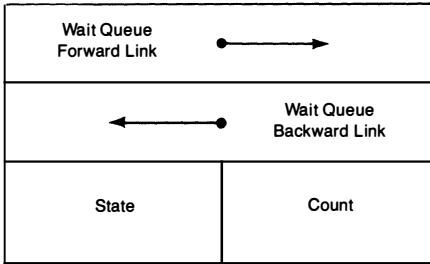 Wait Queue
Forward Link
Wait Queue
Backward Link
State
Count